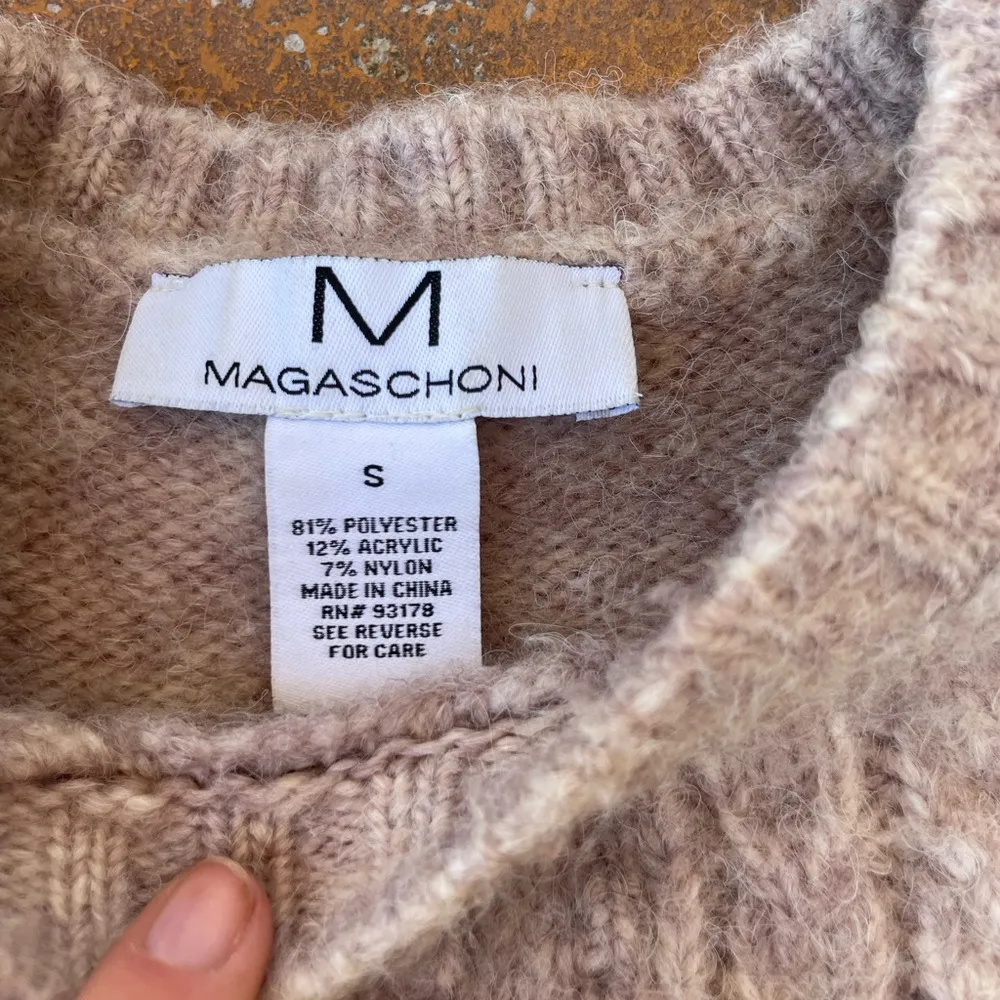 M
MAGASCHONI
S
81% POLYESTER
12% ACRYLIC
7% NYLON
MADE IN CHINA
RN# 93178
SEE REVERSE
FOR CARE